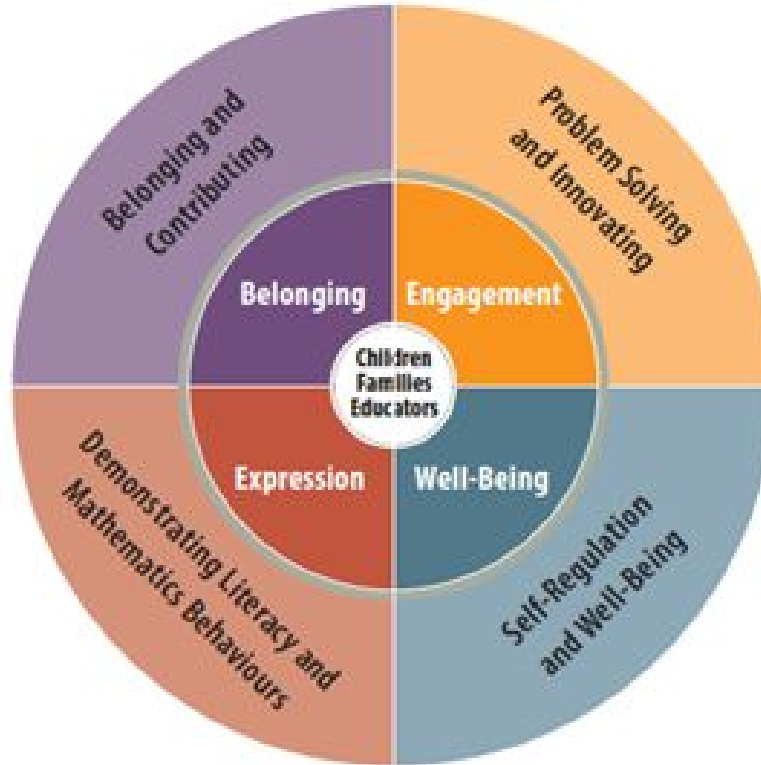 Belonging and
Contributing
Problem Solving
and Innovating
Belonging
Engagement
Children
Families
Educators
Expression
Well-Being
Demonstrating Literacy and
Mathematics Behaviours
Self-Regulation
and Well-Being